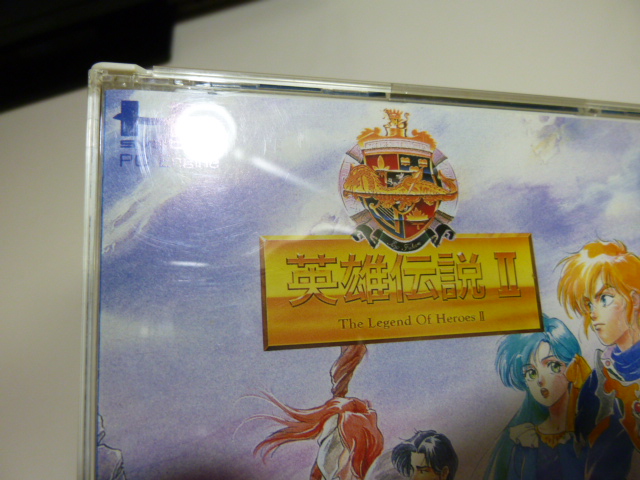 英雄伝説 II
The Legend Of Heroes II